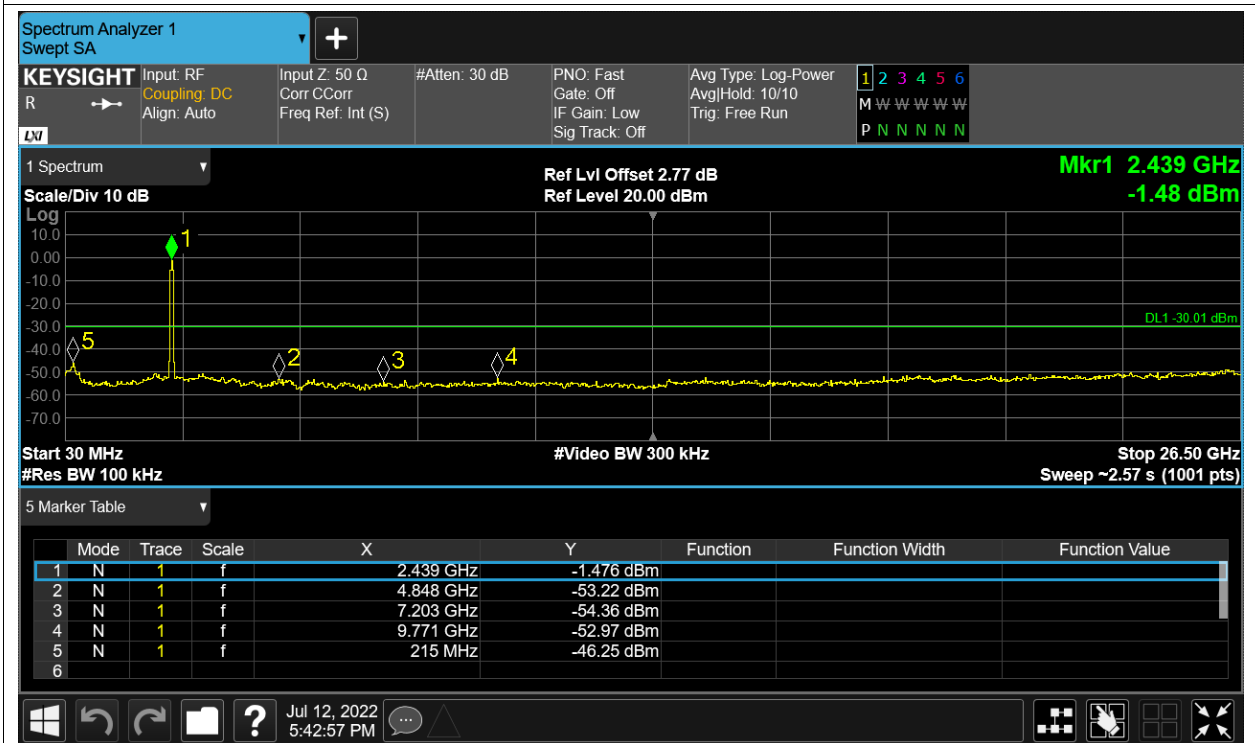 Spectrum Analyzer 1
Swept SA
+
KEYSIGHT
R
LXI
Input: RF
Coupling: DC
Align: Auto
Input Z: 50 Ω
Corr CCorr
Freq Ref: Int (S)
#Atten: 30 dB
PNO: Fast
Gate: Off
IF Gain: Low
Sig Track: Off
Avg Type: Log-Power
Avg|Hold: 10/10
Trig: Free Run
1 2 3 4 5 6
M W W W W W
P N N N N N
1 Spectrum
Scale/Div 10 dB
Ref Lvl Offset 2.77 dB
Ref Level 20.00 dBm
Mkr1 2.439 GHz
-1.48 dBm
Log
10.0
0.00
-10.0
-20.0
-30.0
-40.0
-50.0
-60.0
-70.0
1
5
2
3
4
DL1 -30.01 dBm
Start 30 MHz
#Video BW 300 kHz
Stop 26.50 GHz
#Res BW 100 kHz
Sweep ~2.57 s (1001 pts)
5 Marker Table
Mode Trace Scale X Y Function Function Width Function Value
1 N 1 f 2.439 GHz -1.476 dBm
2 N 1 f 4.848 GHz -53.22 dBm
3 N 1 f 7.203 GHz -54.36 dBm
4 N 1 f 9.771 GHz -52.97 dBm
5 N 1 f 215 MHz -46.25 dBm
6
?
Jul 12, 2022
5:42:57 PM